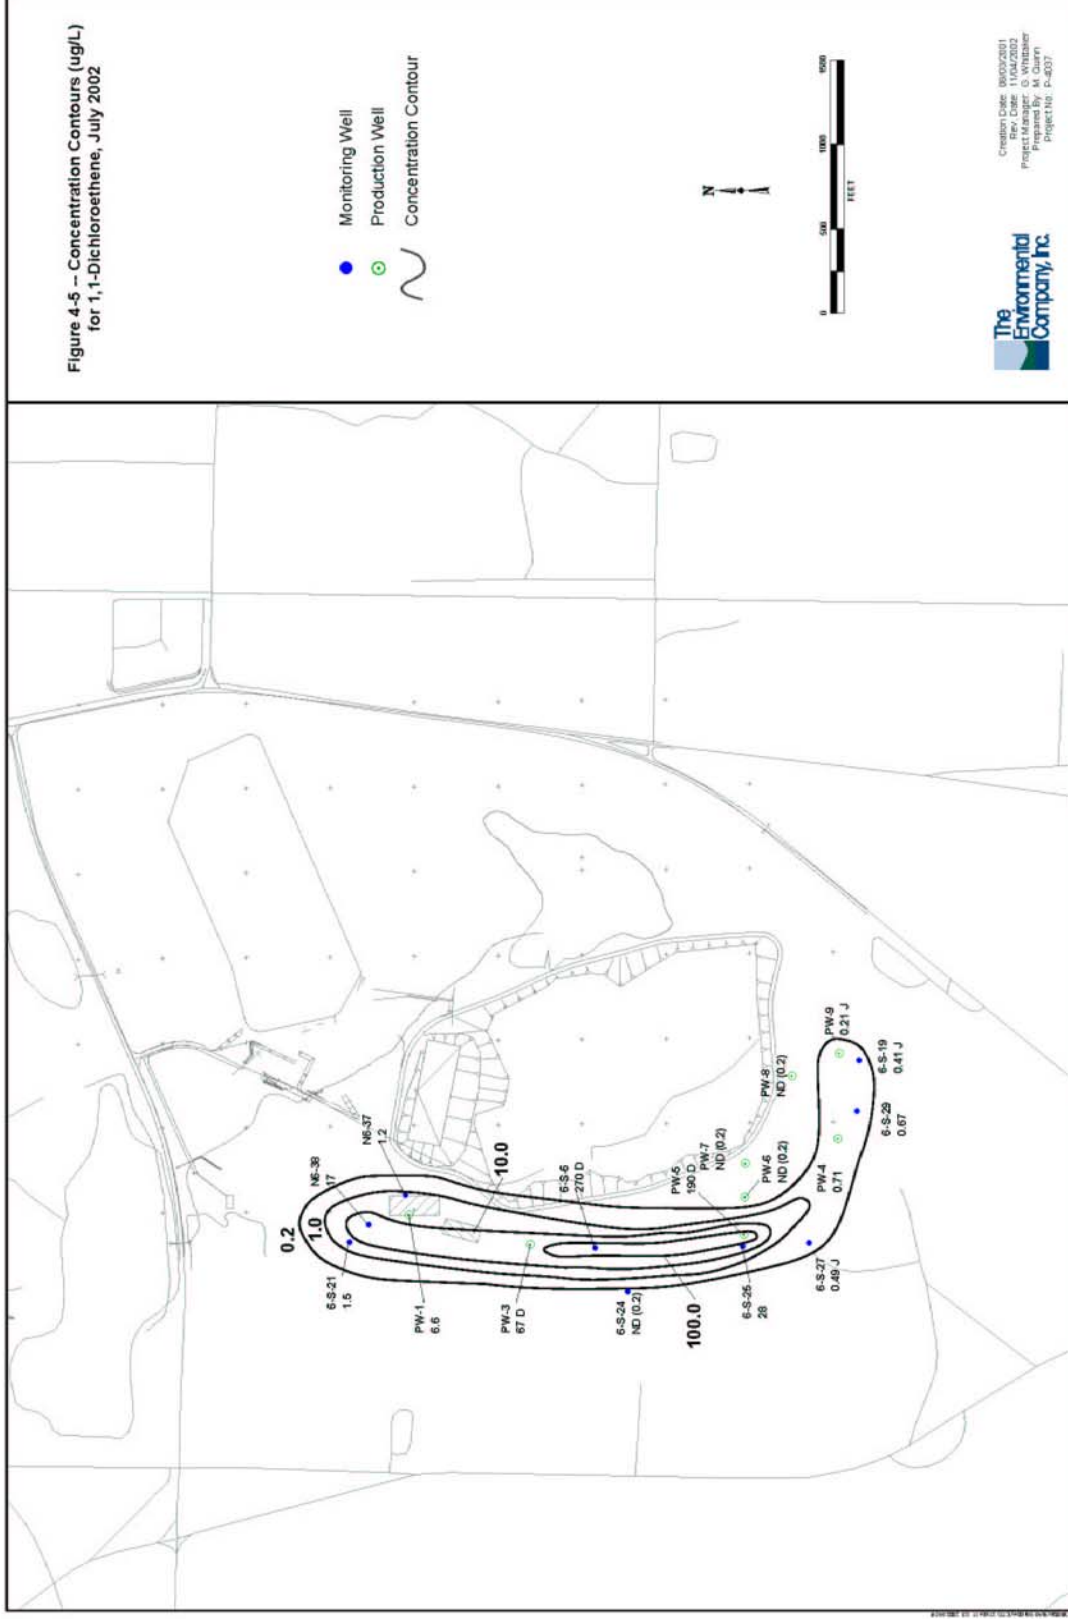 Figure 4-5 -- Concentration Contours (ug/L)
for 1,1-Dichloroethene, July 2002
Monitoring Well
Production Well
Concentration Contour
N
0
500
1000
1500
FEET
The
Environmental
Company, Inc.
Creation Date: 08/03/2001
Rev. Date: 11/04/2002
Project Manager: G. Whittaker
Prepared By: M. Quinn
Project No.: P-4037
0.2
1.0
10.0
100.0
6-S-21
1.5
N6-38
17
N6-37
1.2
PW-1
6.6
PW-3
67 D
6-S-6
270 D
6-S-24
ND (0.2)
PW-5
190 D
6-S-25
28
PW-7
ND (0.2)
PW-6
ND (0.2)
PW-8
ND (0.2)
6-S-27
0.49 J
PW-4
0.71
6-S-29
0.67
6-S-19
0.41 J
PW-9
0.21 J